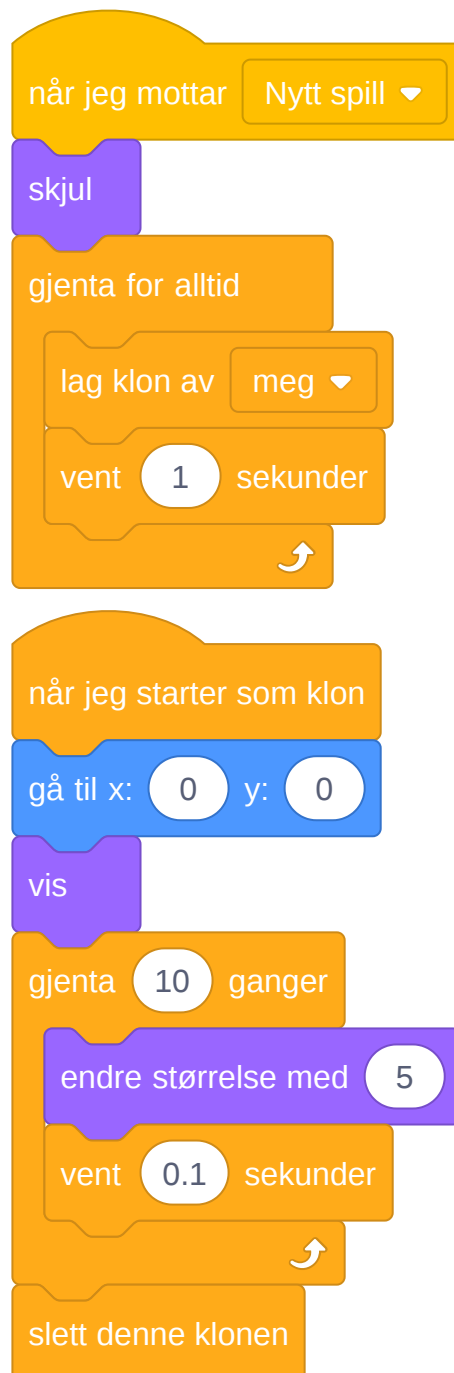 når jeg mottar Nytt spill
skjul
gjenta for alltid
lag klon av meg
vent 1 sekunder
når jeg starter som klon
gå til x: 0 y: 0
vis
gjenta 10 ganger
endre størrelse med 5
vent 0.1 sekunder
slett denne klonen